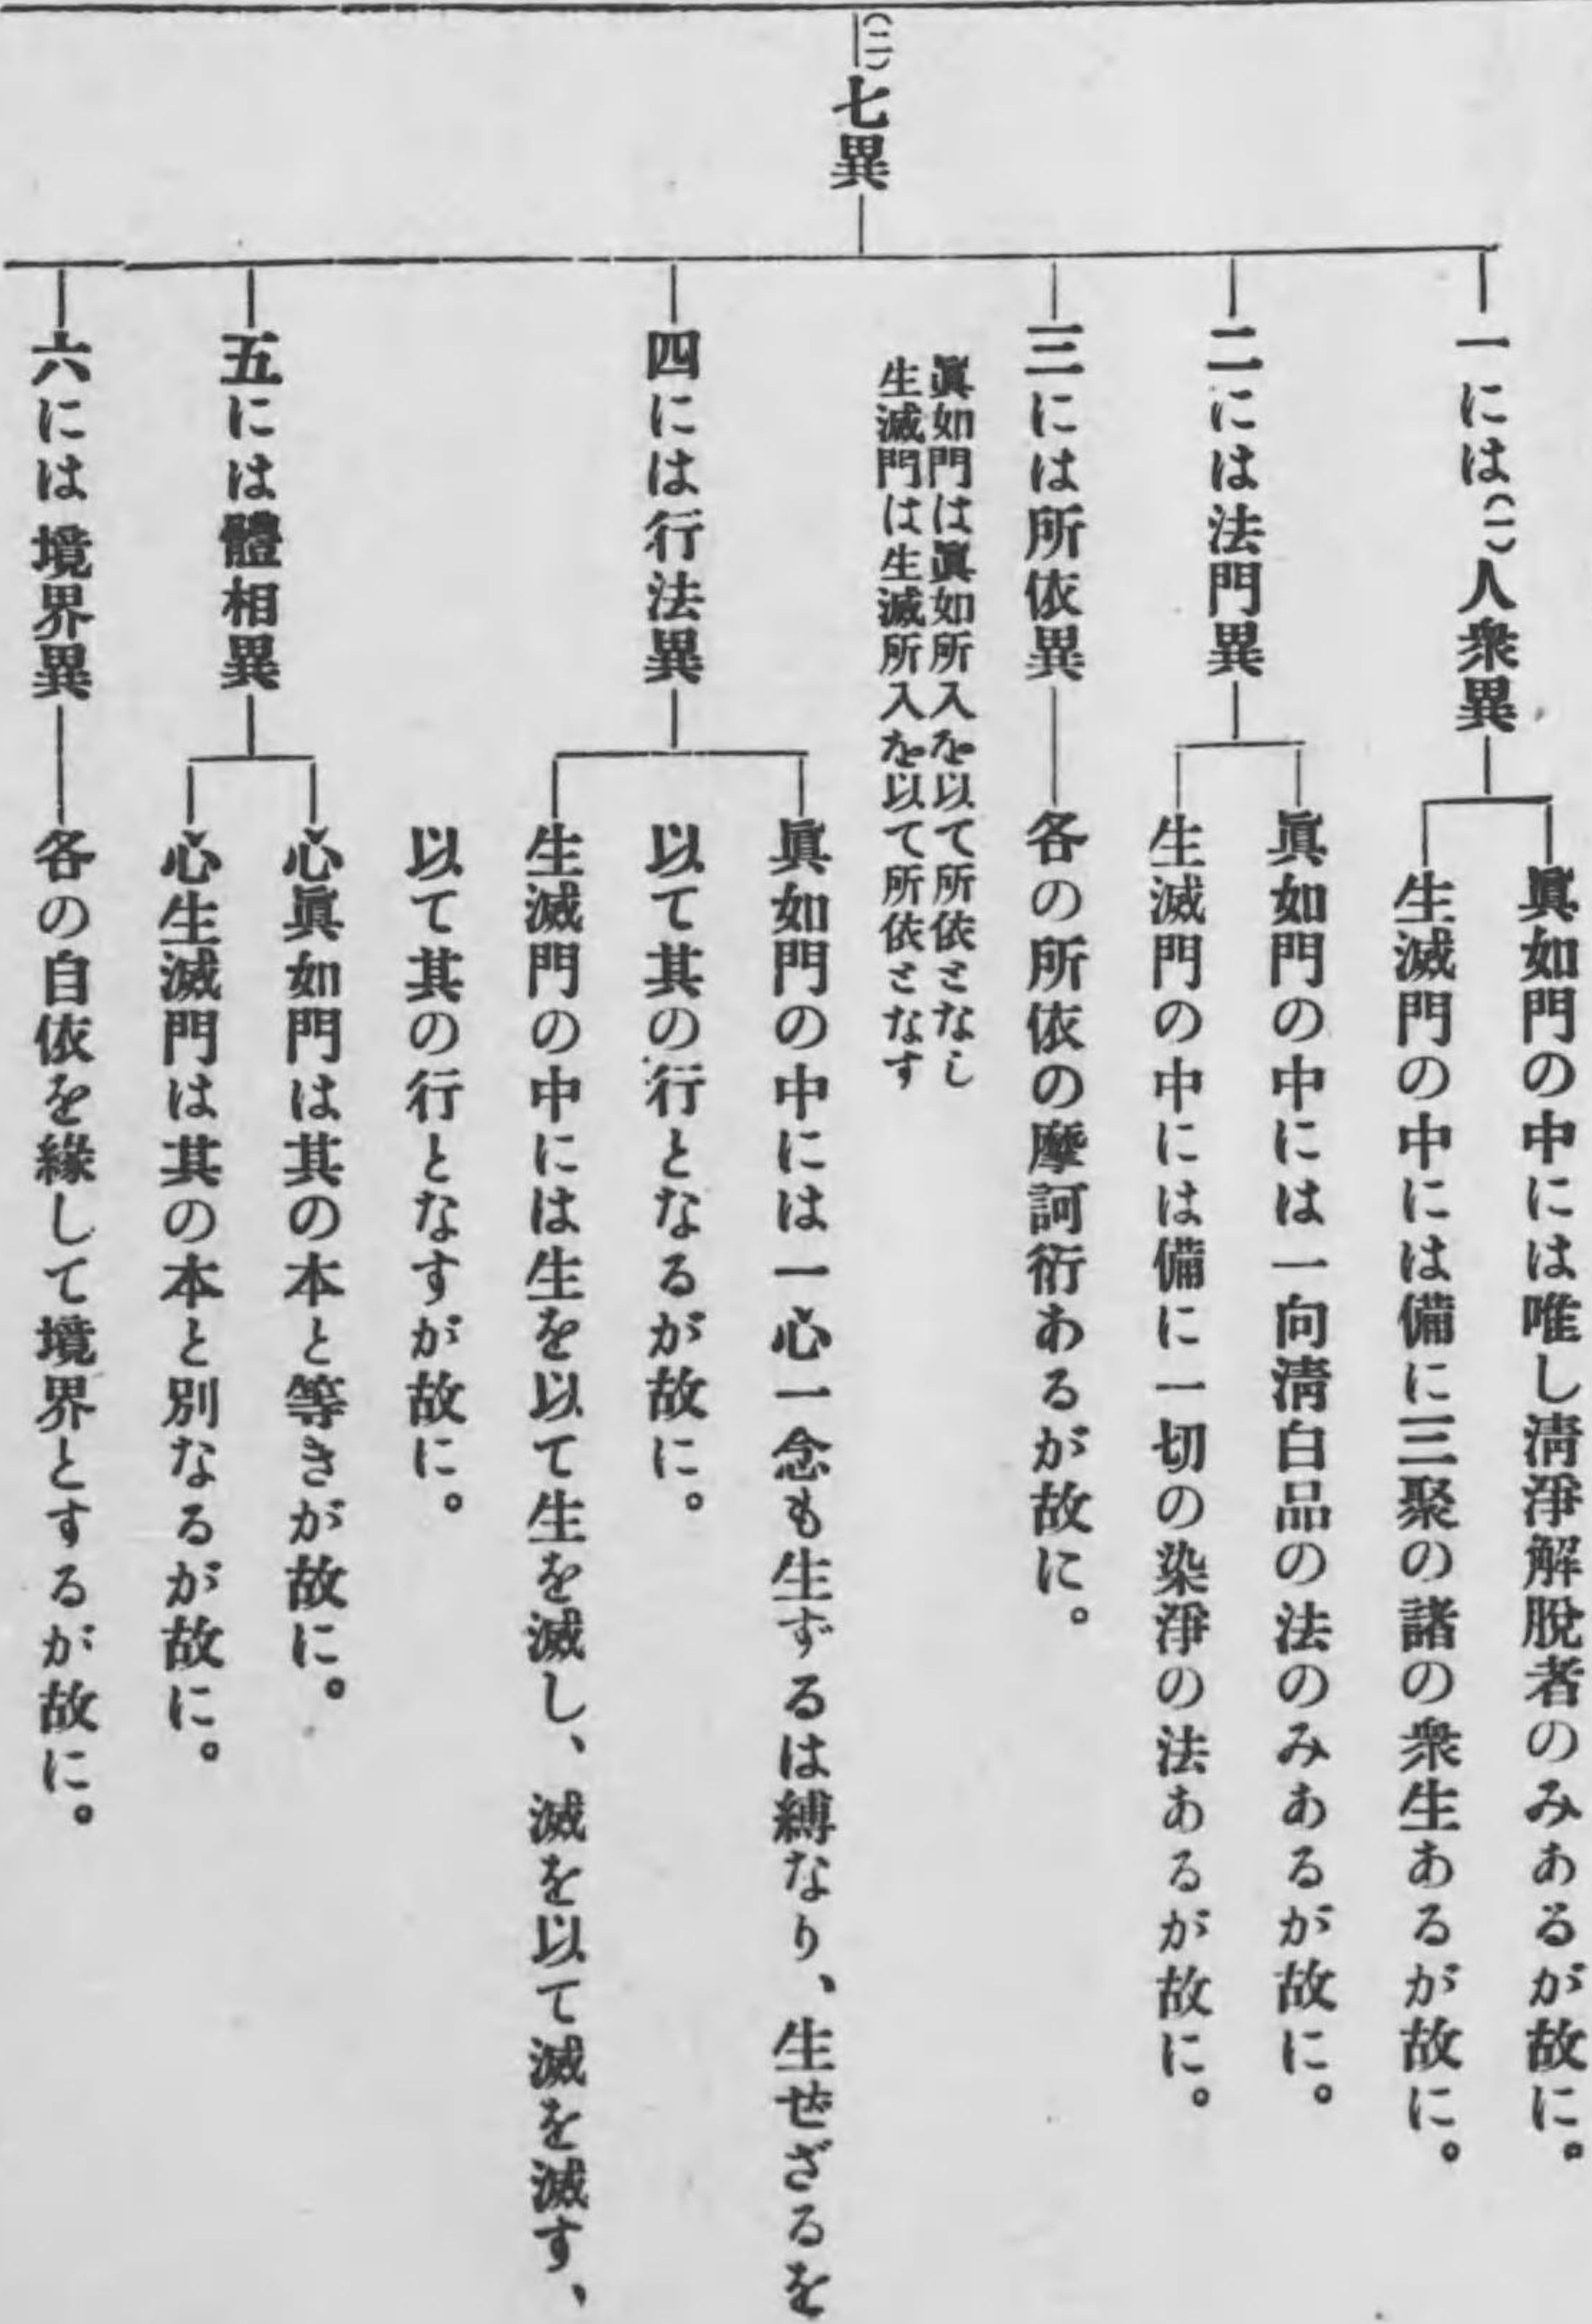 (二)七異
一には(一)人衆異
眞如門の中には唯し淸淨解脫者のみあるが故に。
生滅門の中には備に三聚の諸の衆生あるが故に。
二には法門異
眞如門の中には一向淸白品の法のみあるが故に。
生滅門の中には備に一切の染淨の法あるが故に。
三には所依異
各の所依の摩訶衍あるが故に。
眞如門は眞如所入を以て所依となし
生滅門は生滅所入を以て所依となす
四には行法異
眞如門の中には一心一念も生ずるは縛なり、生せざるを
以て其の行となるが故に。
生滅門の中には生を以て生を滅し、滅を以て滅を滅す、
以て其の行となすが故に。
五には體相異
心眞如門は其の本と等きが故に。
心生滅門は其の本と別なるが故に。
六には境界異
各の自依を緣して境界とするが故に。